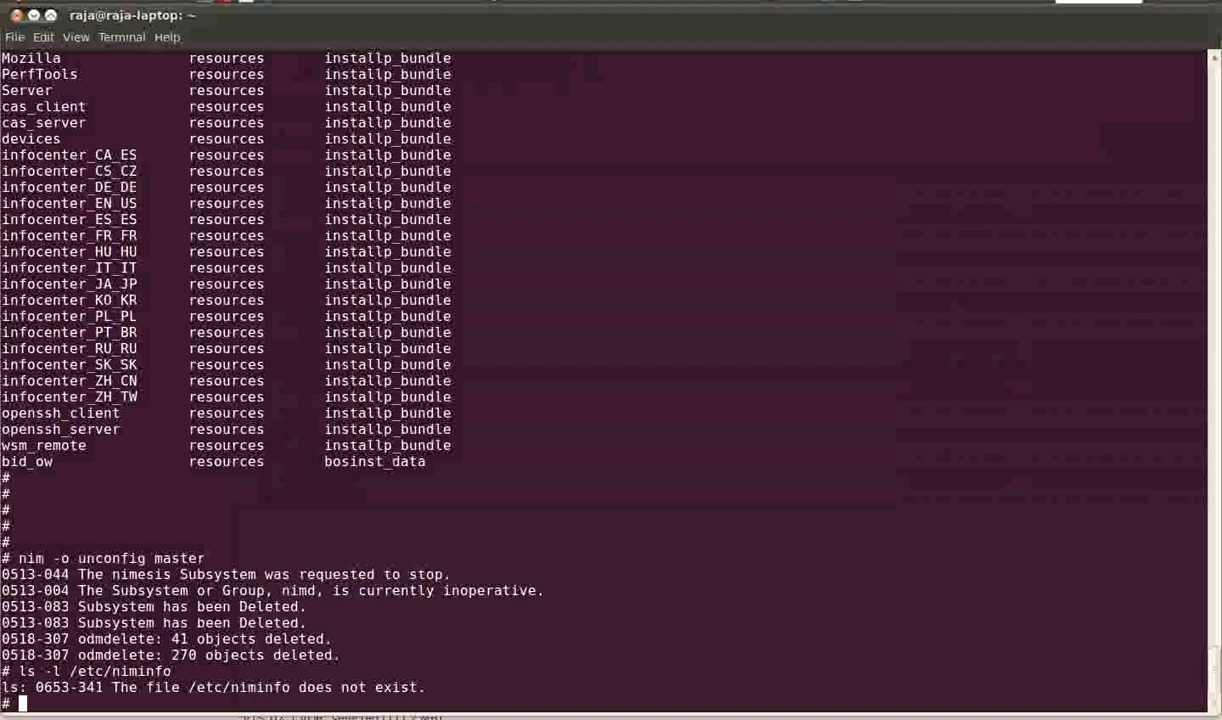 raja@raja-laptop: ~
File Edit View Terminal Help
Mozilla resources installp_bundle
PerfTools resources installp_bundle
Server resources installp_bundle
cas_client resources installp_bundle
cas_server resources installp_bundle
devices resources installp_bundle
infocenter_CA_ES resources installp_bundle
infocenter_CS_CZ resources installp_bundle
infocenter_DE_DE resources installp_bundle
infocenter_EN_US resources installp_bundle
infocenter_ES_ES resources installp_bundle
infocenter_FR_FR resources installp_bundle
infocenter_HU_HU resources installp_bundle
infocenter_IT_IT resources installp_bundle
infocenter_JA_JP resources installp_bundle
infocenter_KO_KR resources installp_bundle
infocenter_PL_PL resources installp_bundle
infocenter_PT_BR resources installp_bundle
infocenter_RU_RU resources installp_bundle
infocenter_SK_SK resources installp_bundle
infocenter_ZH_CN resources installp_bundle
infocenter_ZH_TW resources installp_bundle
openssh_client resources installp_bundle
openssh_server resources installp_bundle
wsm_remote resources installp_bundle
bid_ow resources bosinst_data
#
#
#
#
#
# nim -o unconfig master
0513-044 The nimesis Subsystem was requested to stop.
0513-004 The Subsystem or Group, nimd, is currently inoperative.
0513-083 Subsystem has been Deleted.
0513-083 Subsystem has been Deleted.
0518-307 odmdelete: 41 objects deleted.
0518-307 odmdelete: 270 objects deleted.
# ls -l /etc/niminfo
ls: 0653-341 The file /etc/niminfo does not exist.
#